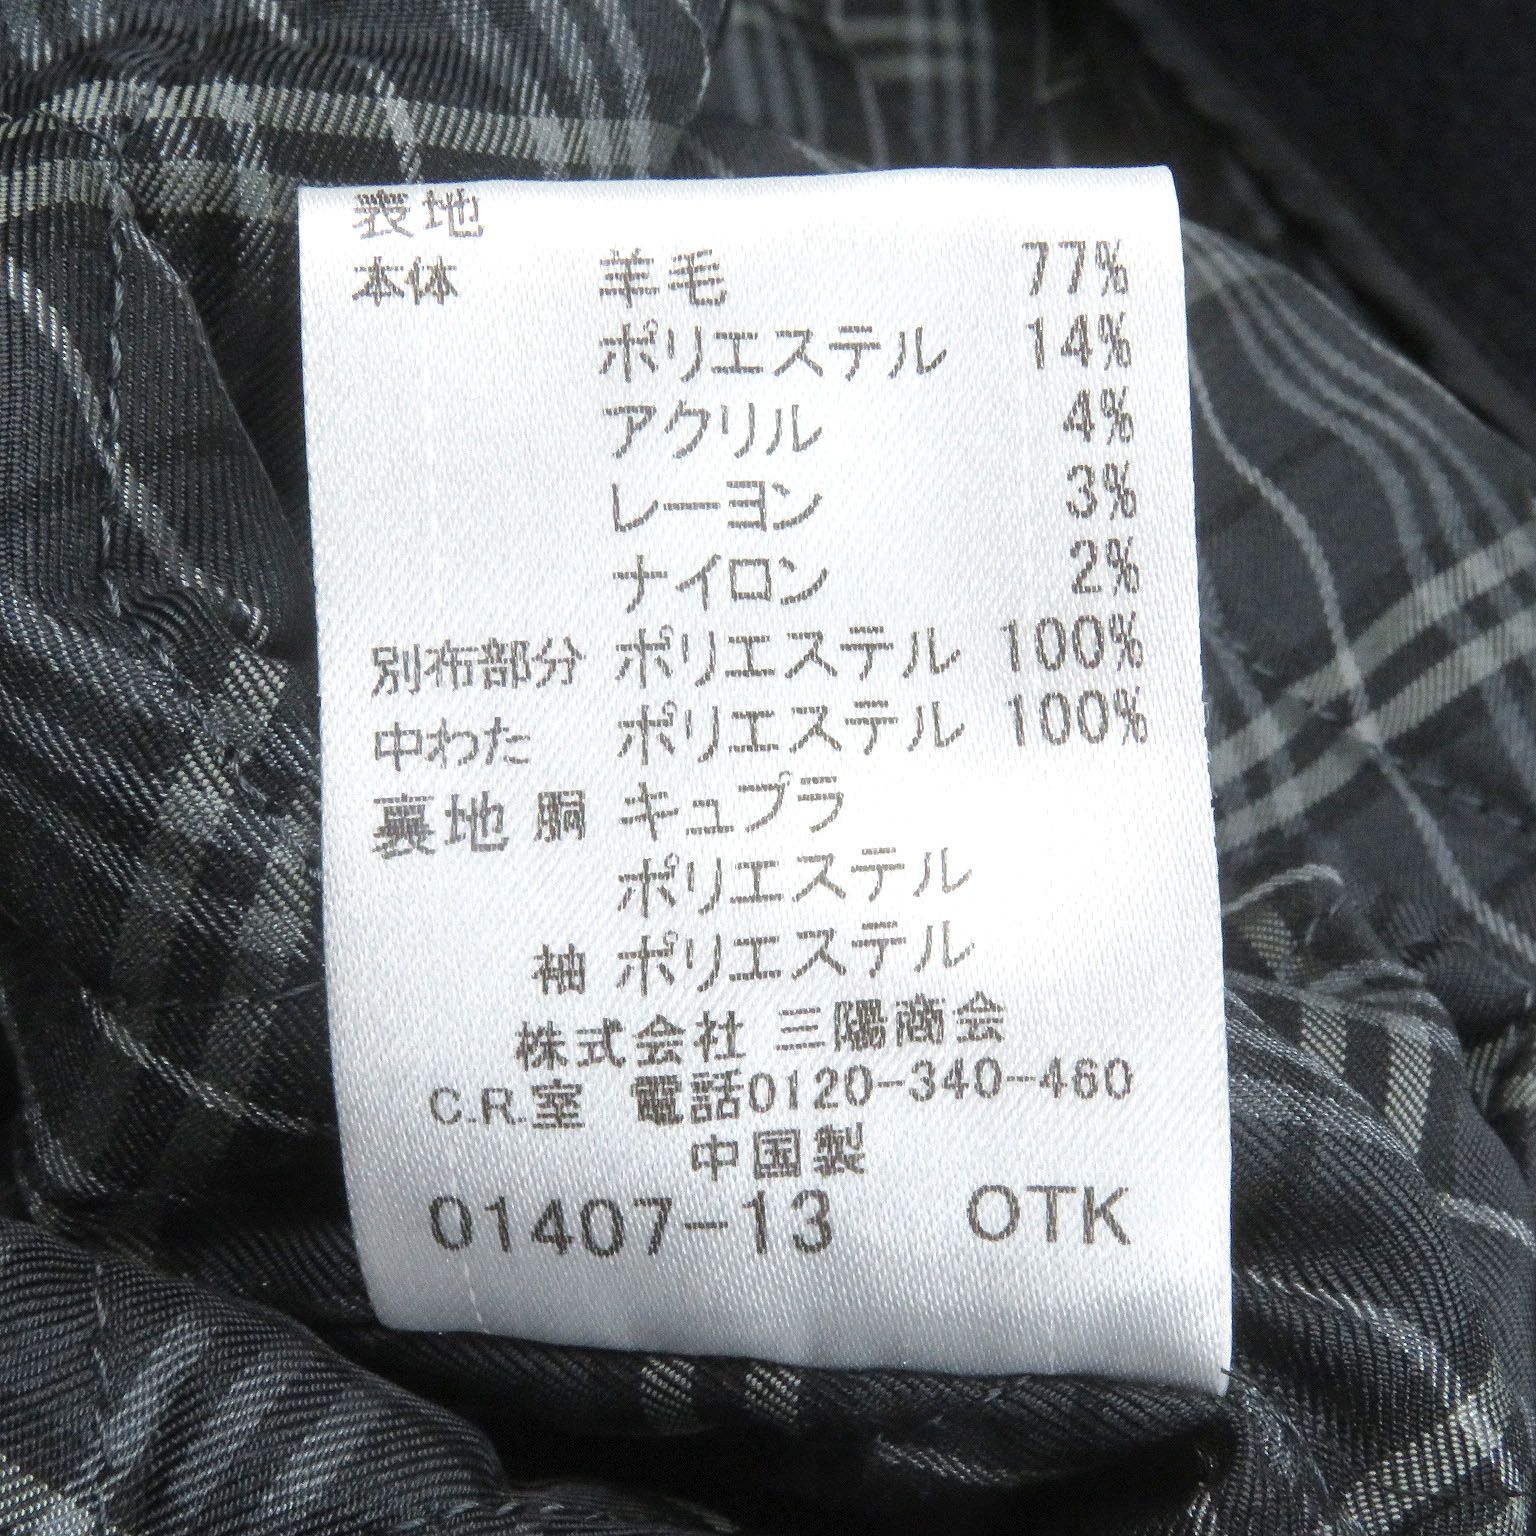 表地
本体 羊毛 77%
ポリエステル 14%
アクリル 4%
レーヨン 3%
ナイロン 2%
別布部分 ポリエステル 100%
中わた ポリエステル 100%
裏地 胴 キュプラ
ポリエステル
袖 ポリエステル
株式会社 三陽商会
C.R.室 電話0120-340-460
中国製
01407-13 OTK